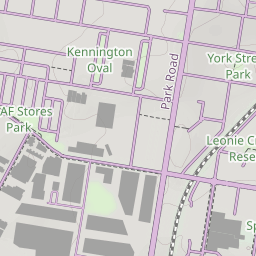 Kennington
Oval
York Stre
Park
Park Road
AF Stores
Park
Leonie C
Rese
Sp